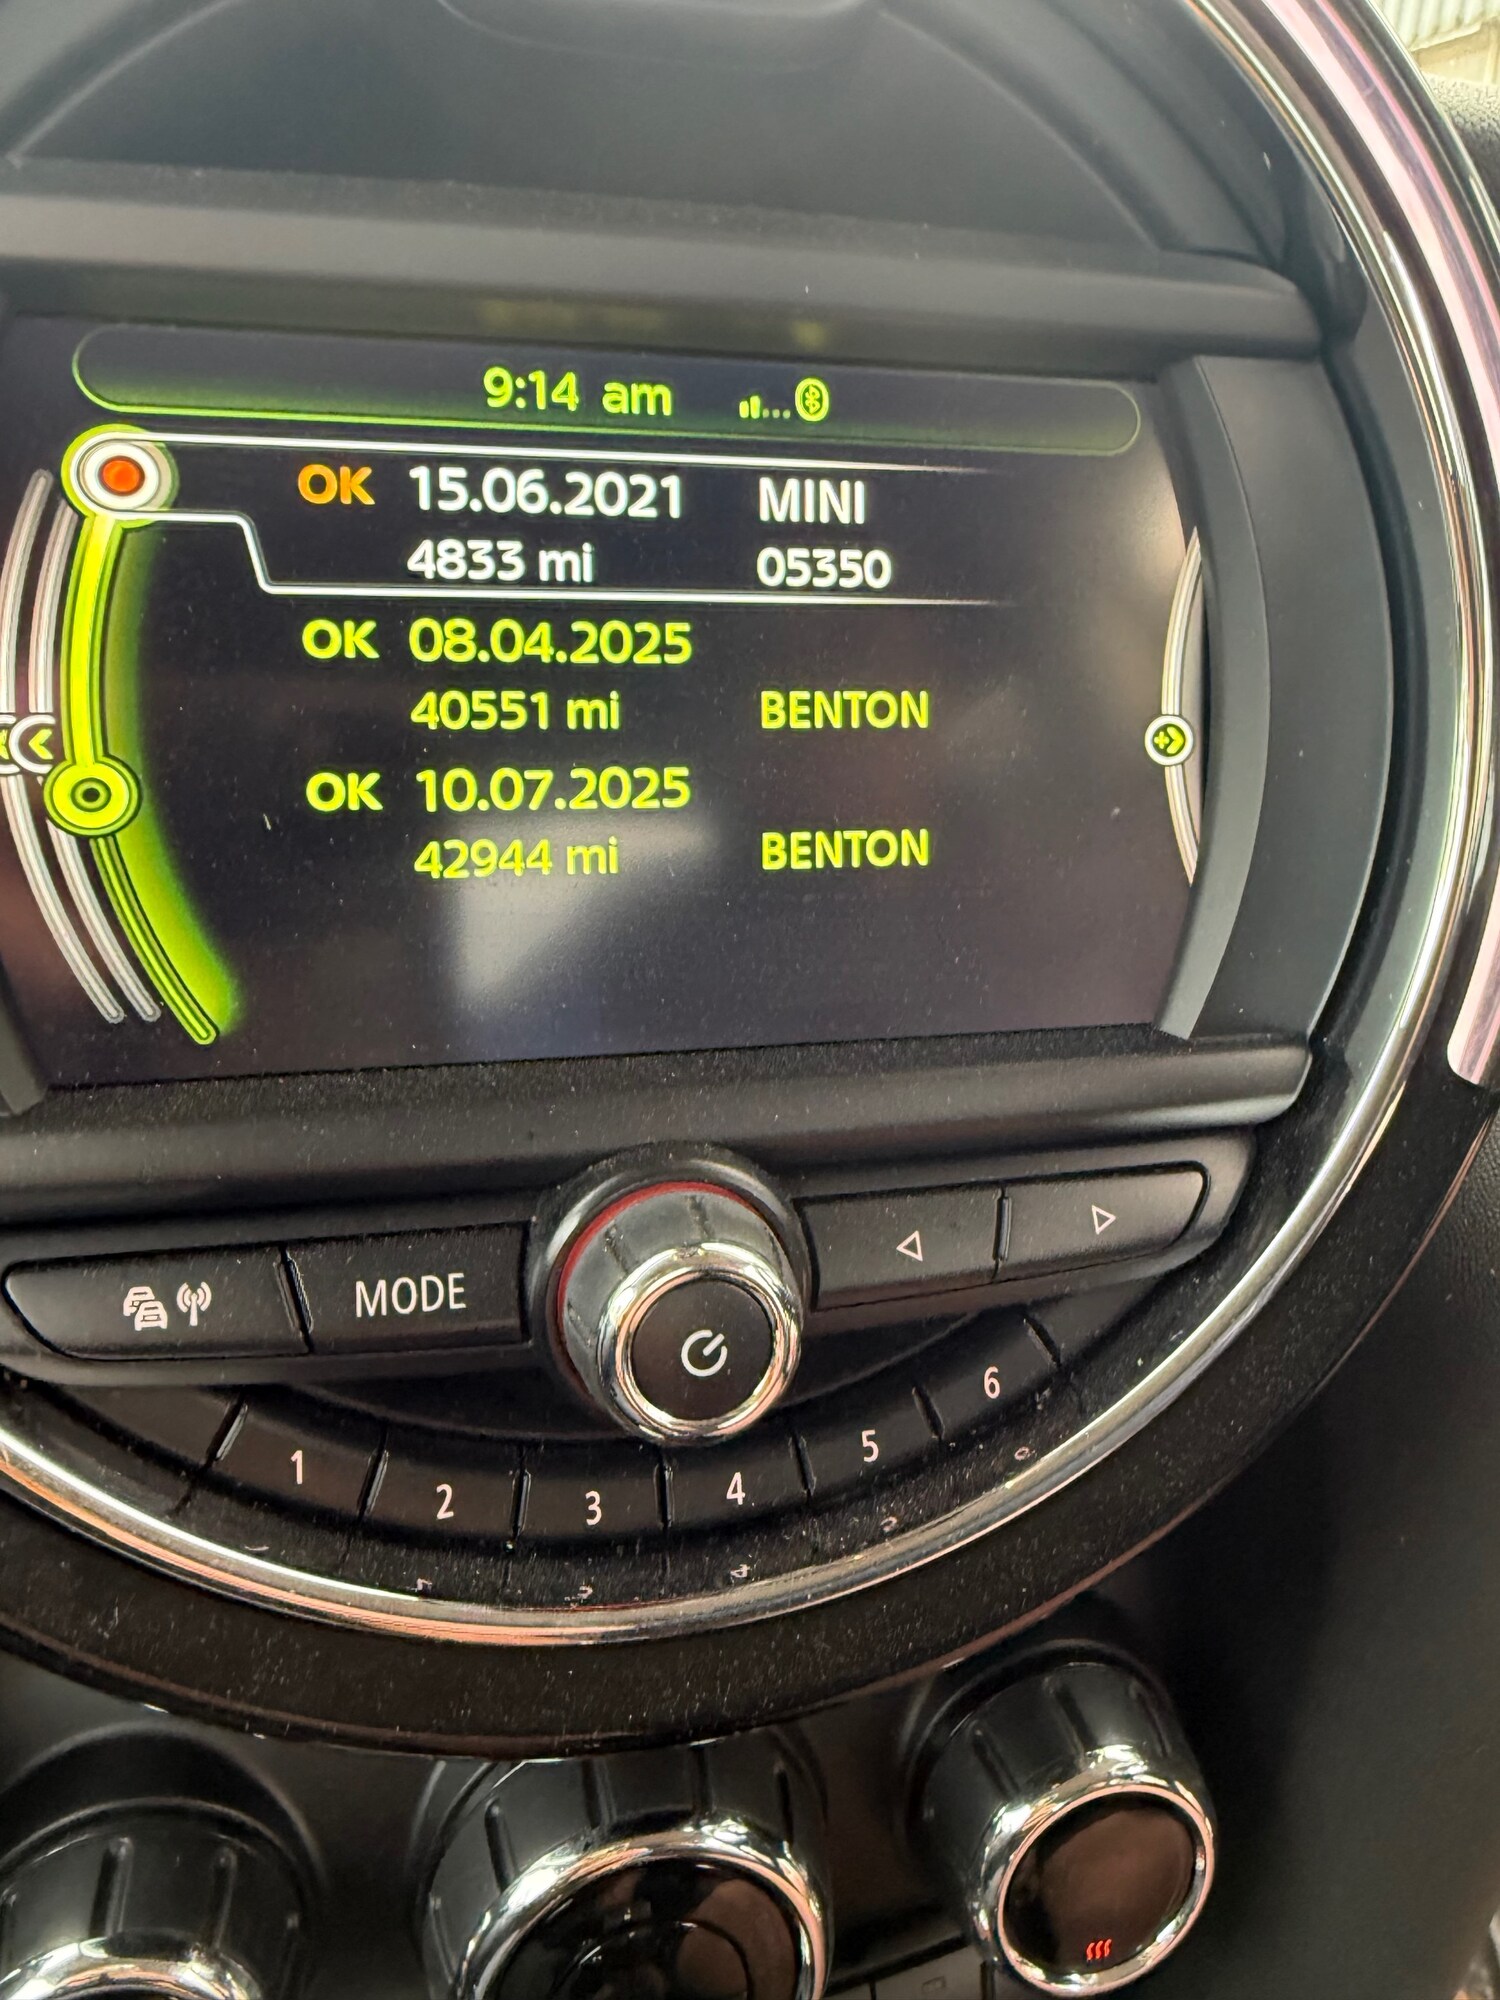 9:14 am
OK 15.06.2021 MINI
4833 mi 05350
OK 08.04.2025
40551 mi BENTON
OK 10.07.2025
42944 mi BENTON
MODE
1 2 3 4 5 6